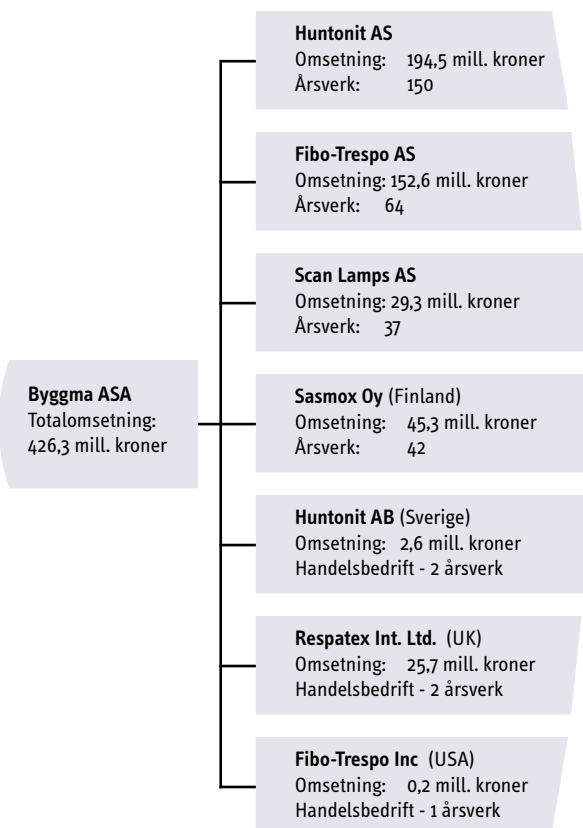 Huntonit AS
Omsetning: 194,5 mill. kroner
Årsverk: 150
Fibo-Trespo AS
Omsetning: 152,6 mill. kroner
Årsverk: 64
Scan Lamps AS
Omsetning: 29,3 mill. kroner
Årsverk: 37
Byggma ASA
Totalomsetning:
426,3 mill. kroner
Sasmox Oy (Finland)
Omsetning: 45,3 mill. kroner
Årsverk: 42
Huntonit AB (Sverige)
Omsetning: 2,6 mill. kroner
Handelsbedrift - 2 årsverk
Respatex Int. Ltd. (UK)
Omsetning: 25,7 mill. kroner
Handelsbedrift - 2 årsverk
Fibo-Trespo Inc (USA)
Omsetning: 0,2 mill. kroner
Handelsbedrift - 1 årsverk